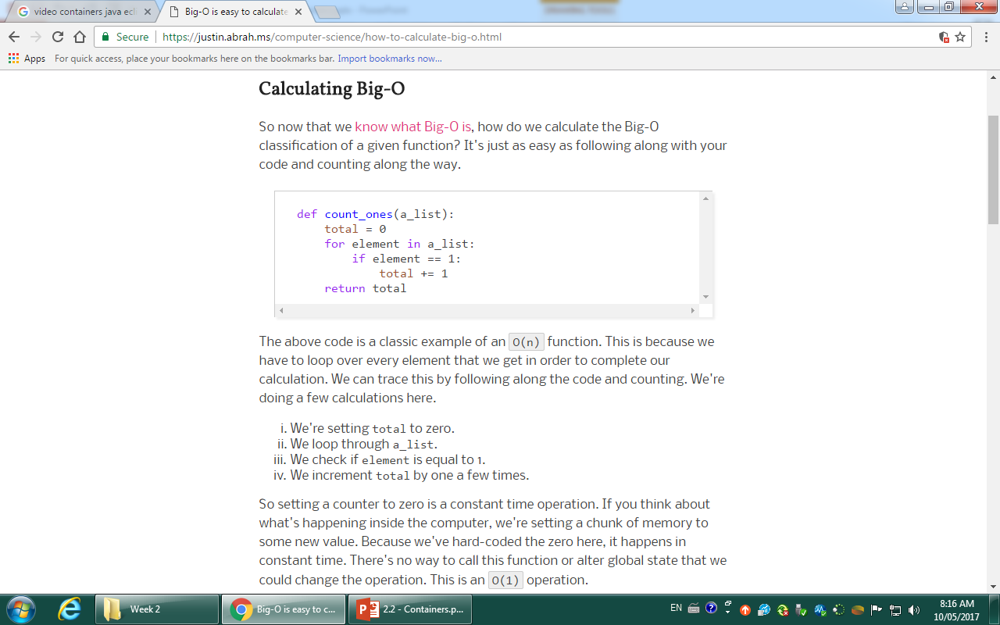 video containers java ecl
Big-O is easy to calculate
Secure
https://justin.abrah.ms/computer-science/how-to-calculate-big-o.html
Apps
For quick access, place your bookmarks here on the bookmarks bar. Import bookmarks now...
Calculating Big-O
So now that we know what Big-O is, how do we calculate the Big-O
classification of a given function? It's just as easy as following along with your
code and counting along the way.
def count_ones(a_list):
    total = 0
    for element in a_list:
        if element == 1:
            total += 1
    return total
The above code is a classic example of an O(n) function. This is because we
have to loop over every element that we get in order to complete our
calculation. We can trace this by following along the code and counting. We're
doing a few calculations here.
i. We're setting total to zero.
ii. We loop through a_list.
iii. We check if element is equal to 1.
iv. We increment total by one a few times.
So setting a counter to zero is a constant time operation. If you think about
what's happening inside the computer, we're setting a chunk of memory to
some new value. Because we've hard-coded the zero here, it happens in
constant time. There's no way to call this function or alter global state that we
could change the operation. This is an O(1) operation.
Week 2
Big-O is easy to c...
2.2 - Containers.p...
EN
8:16 AM
10/05/2017